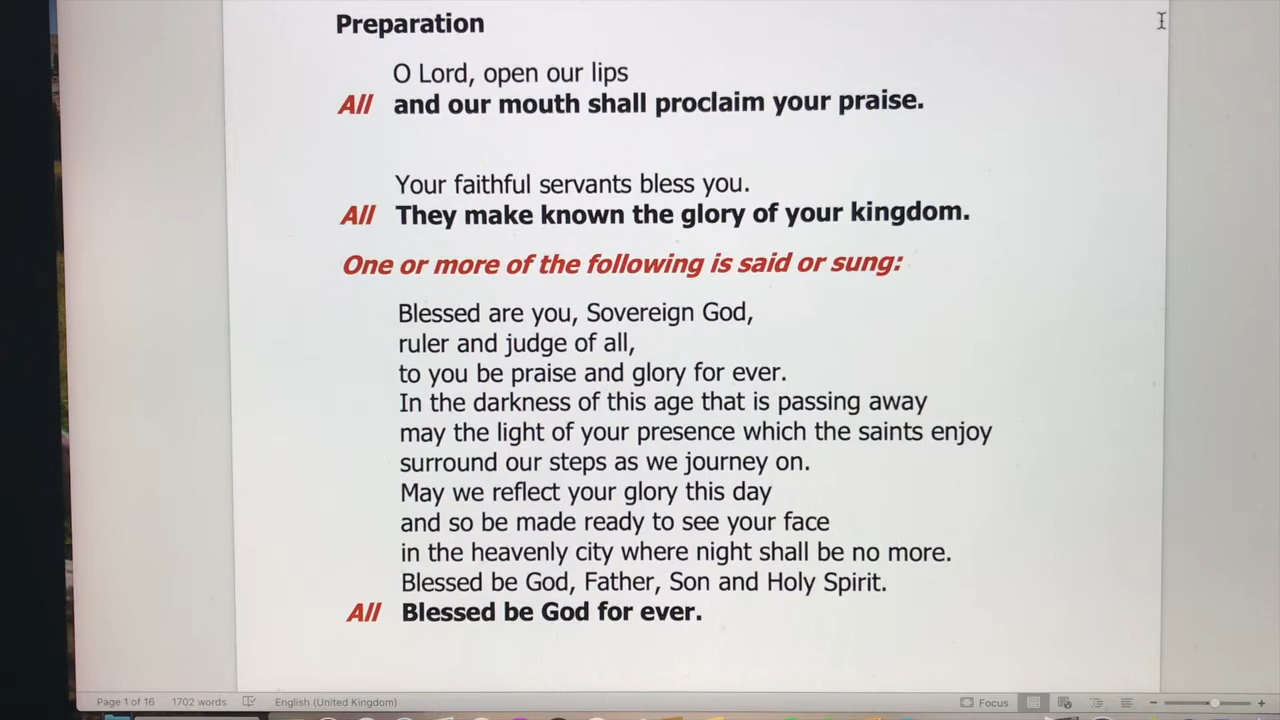 Preparation
O Lord, open our lips
All and our mouth shall proclaim your praise.
Your faithful servants bless you.
All They make known the glory of your kingdom.
One or more of the following is said or sung:
Blessed are you, Sovereign God,
ruler and judge of all,
to you be praise and glory for ever.
In the darkness of this age that is passing away
may the light of your presence which the saints enjoy
surround our steps as we journey on.
May we reflect your glory this day
and so be made ready to see your face
in the heavenly city where night shall be no more.
Blessed be God, Father, Son and Holy Spirit.
All Blessed be God for ever.
Page 1 of 16 1702 words English (United Kingdom) Focus